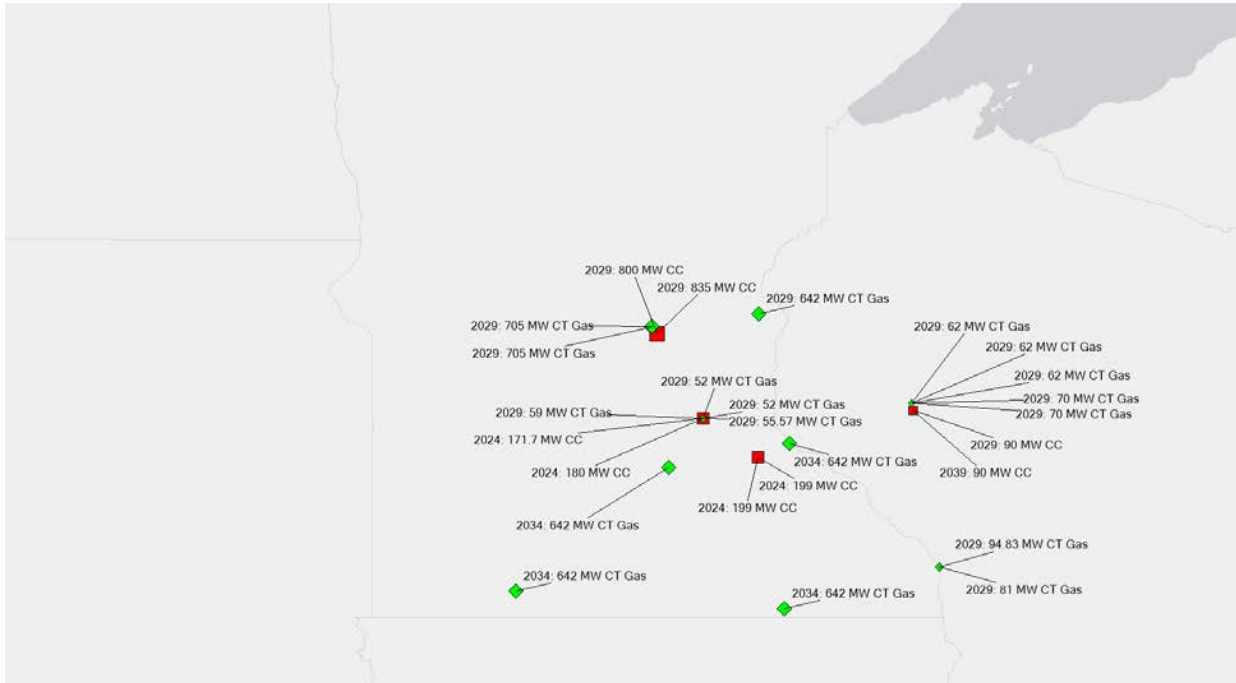 2029: 800 MW CC
2029: 835 MW CC
2029: 642 MW CT Gas
2029: 705 MW CT Gas
2029: 705 MW CT Gas
2029: 62 MW CT Gas
2029: 62 MW CT Gas
2029: 62 MW CT Gas
2029: 70 MW CT Gas
2029: 70 MW CT Gas
2029: 90 MW CC
2039: 90 MW CC
2029: 52 MW CT Gas
2029: 52 MW CT Gas
2029: 59 MW CT Gas
2029: 55.57 MW CT Gas
2024: 171.7 MW CC
2024: 180 MW CC
2034: 642 MW CT Gas
2024: 199 MW CC
2024: 199 MW CC
2034: 642 MW CT Gas
2029: 94.83 MW CT Gas
2029: 81 MW CT Gas
2034: 642 MW CT Gas
2034: 642 MW CT Gas